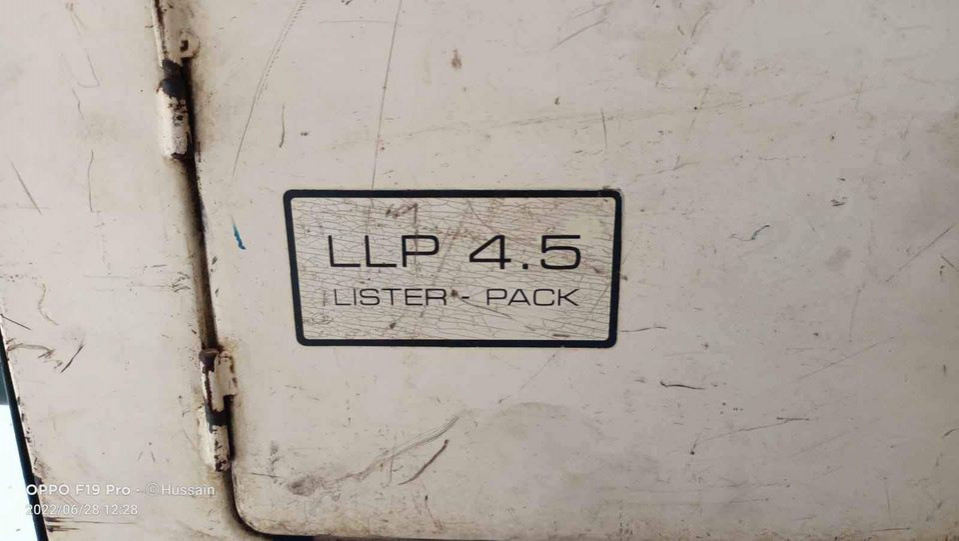 LLP 4.5
LISTER - PACK
OPPO F19 Pro · ©Hussain
2022/06/28 12:28